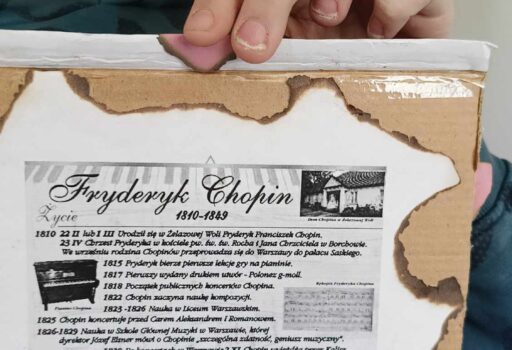 Fryderyk Chopin
1810-1849
Życie
Dom Chopina w Żelazowej Woli
1810 22 II lub I III Urodził się w Żelazowej Woli Fryderyk Franciszek Chopin.
23 IV Chrzest Fryderyka w kościele pw. św. św. Rocha i Jana Chrzciciela w Borchowie.
We wrześniu rodzina Chopinów przeprowadza się do Warszawy do pałacu Saskiego.
1815 Fryderyk bierze pierwsze lekcje gry na pianinie.
1817 Pierwszy wydany drukiem utwór - Polonez g-moll.
1818 Początek publicznych koncertów Chopina.
1822 Chopin zaczyna naukę kompozycji.
1823 -1826 Nauka w Liceum Warszawskim.
Pianino Chopina
Rękopis Fryderyka Chopina
1825 Chopin koncertuje przed Carem Aleksandrem I Romanowem.
1826-1829 Nauka w Szkole Głównej Muzyki w Warszawie, której
dyrektor Józef Elsner mówi o Chopinie „szczególna zdatność, geniusz muzyczny".